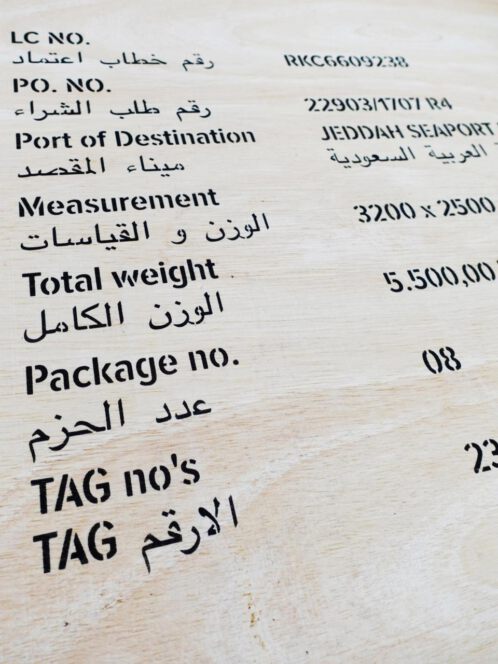 LC NO.
رقم خطاب اعتماد RKC6609238
PO. NO.
رقم طلب الشراء 22903/1707 R4
Port of Destination JEDDAH SEAPORT
ميناء المقصد العربية السعودية
Measurement
الوزن و القياسات 3200 x 2500
Total weight 5.500,00
الوزن الكامل
Package no. 08
عدد الحزم
TAG no's 23
TAG الارقم